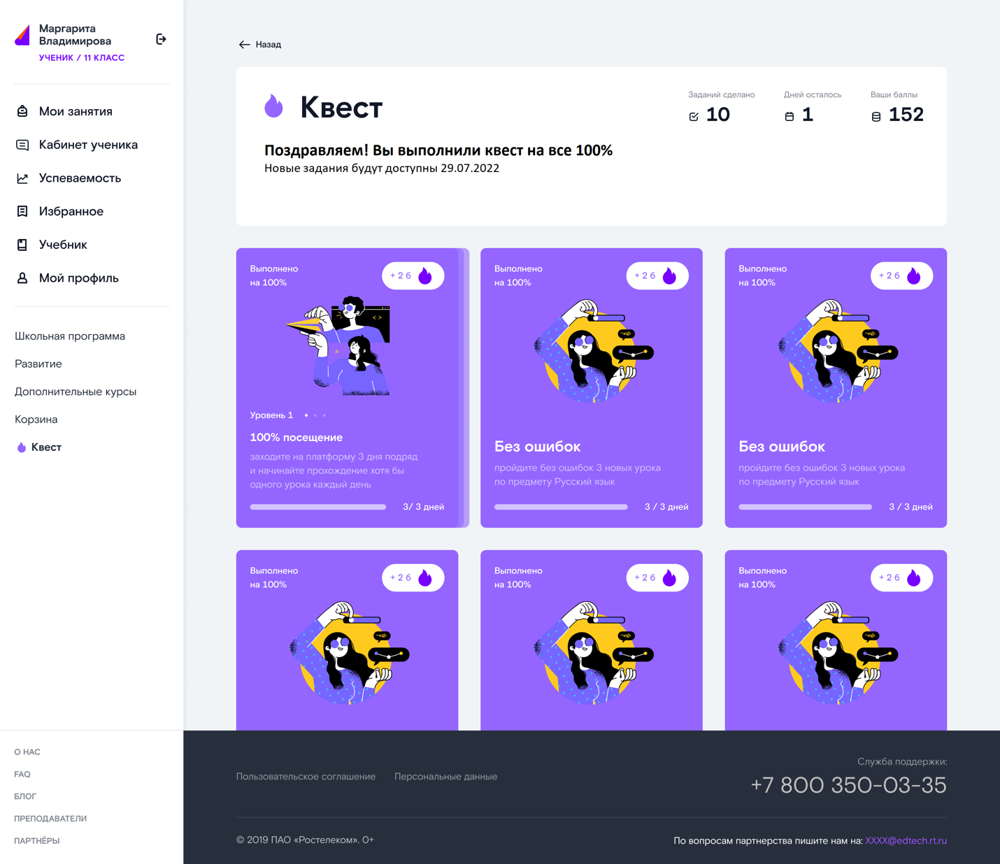 Маргарита
Владимирова
УЧЕНИК / 11 КЛАСС
Мои занятия
Кабинет ученика
Успеваемость
Избранное
Учебник
Мой профиль
Школьная программа
Развитие
Дополнительные курсы
Корзина
Квест
О НАС
FAQ
БЛОГ
ПРЕПОДАВАТЕЛИ
ПАРТНЁРЫ
Назад
Квест
Заданий сделано
10
Дней осталось
1
Ваши баллы
152
Поздравляем! Вы выполнили квест на все 100%
Новые задания будут доступны 29.07.2022
Выполнено
на 100%
+ 2 б
Уровень 1
100% посещение
заходите на платформу 3 дня подряд
и начинайте прохождение хотя бы
одного урока каждый день
3/ 3 дней
Выполнено
на 100%
+ 2 б
Без ошибок
пройдите без ошибок 3 новых урока
по предмету Русский язык
3 / 3 дней
Выполнено
на 100%
+ 2 б
Без ошибок
пройдите без ошибок 3 новых урока
по предмету Русский язык
3 / 3 дней
Выполнено
на 100%
+ 2 б
Выполнено
на 100%
+ 2 б
Выполнено
на 100%
+ 2 б
Пользовательское соглашение
Персональные данные
Служба поддержки:
+7 800 350-03-35
© 2019 ПАО «Ростелеком». 0+
По вопросам партнерства пишите нам на: XXXX@edtech.rt.ru